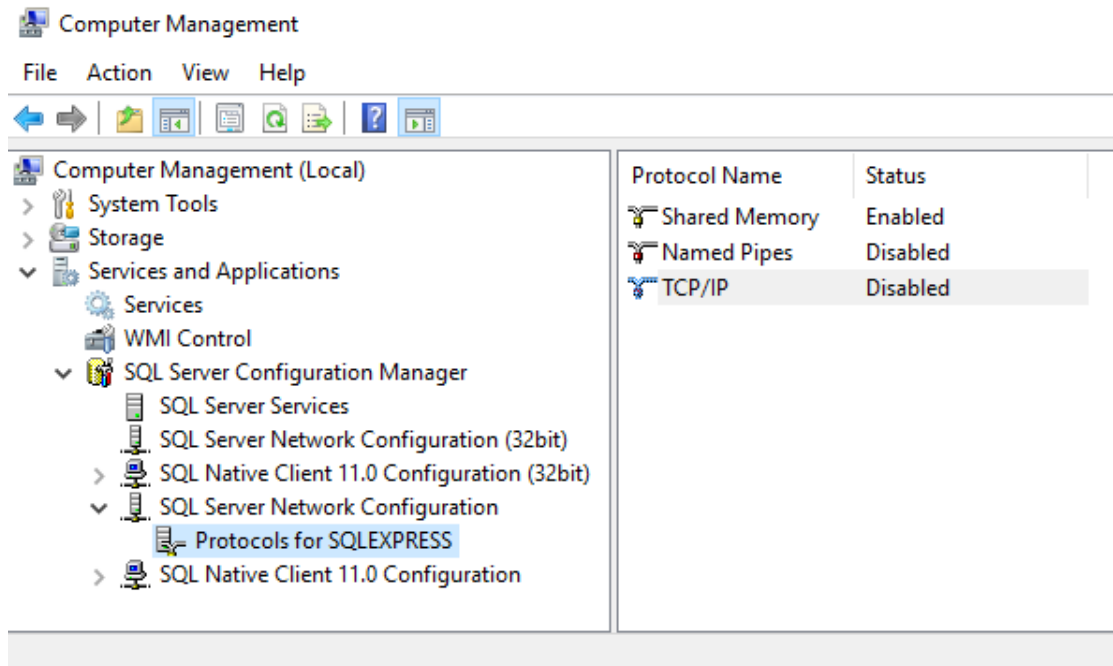 Computer Management
File Action View Help
Computer Management (Local)
System Tools
Storage
Services and Applications
Services
WMI Control
SQL Server Configuration Manager
SQL Server Services
SQL Server Network Configuration (32bit)
SQL Native Client 11.0 Configuration (32bit)
SQL Server Network Configuration
Protocols for SQLEXPRESS
SQL Native Client 11.0 Configuration
Protocol Name Status
Shared Memory Enabled
Named Pipes Disabled
TCP/IP Disabled